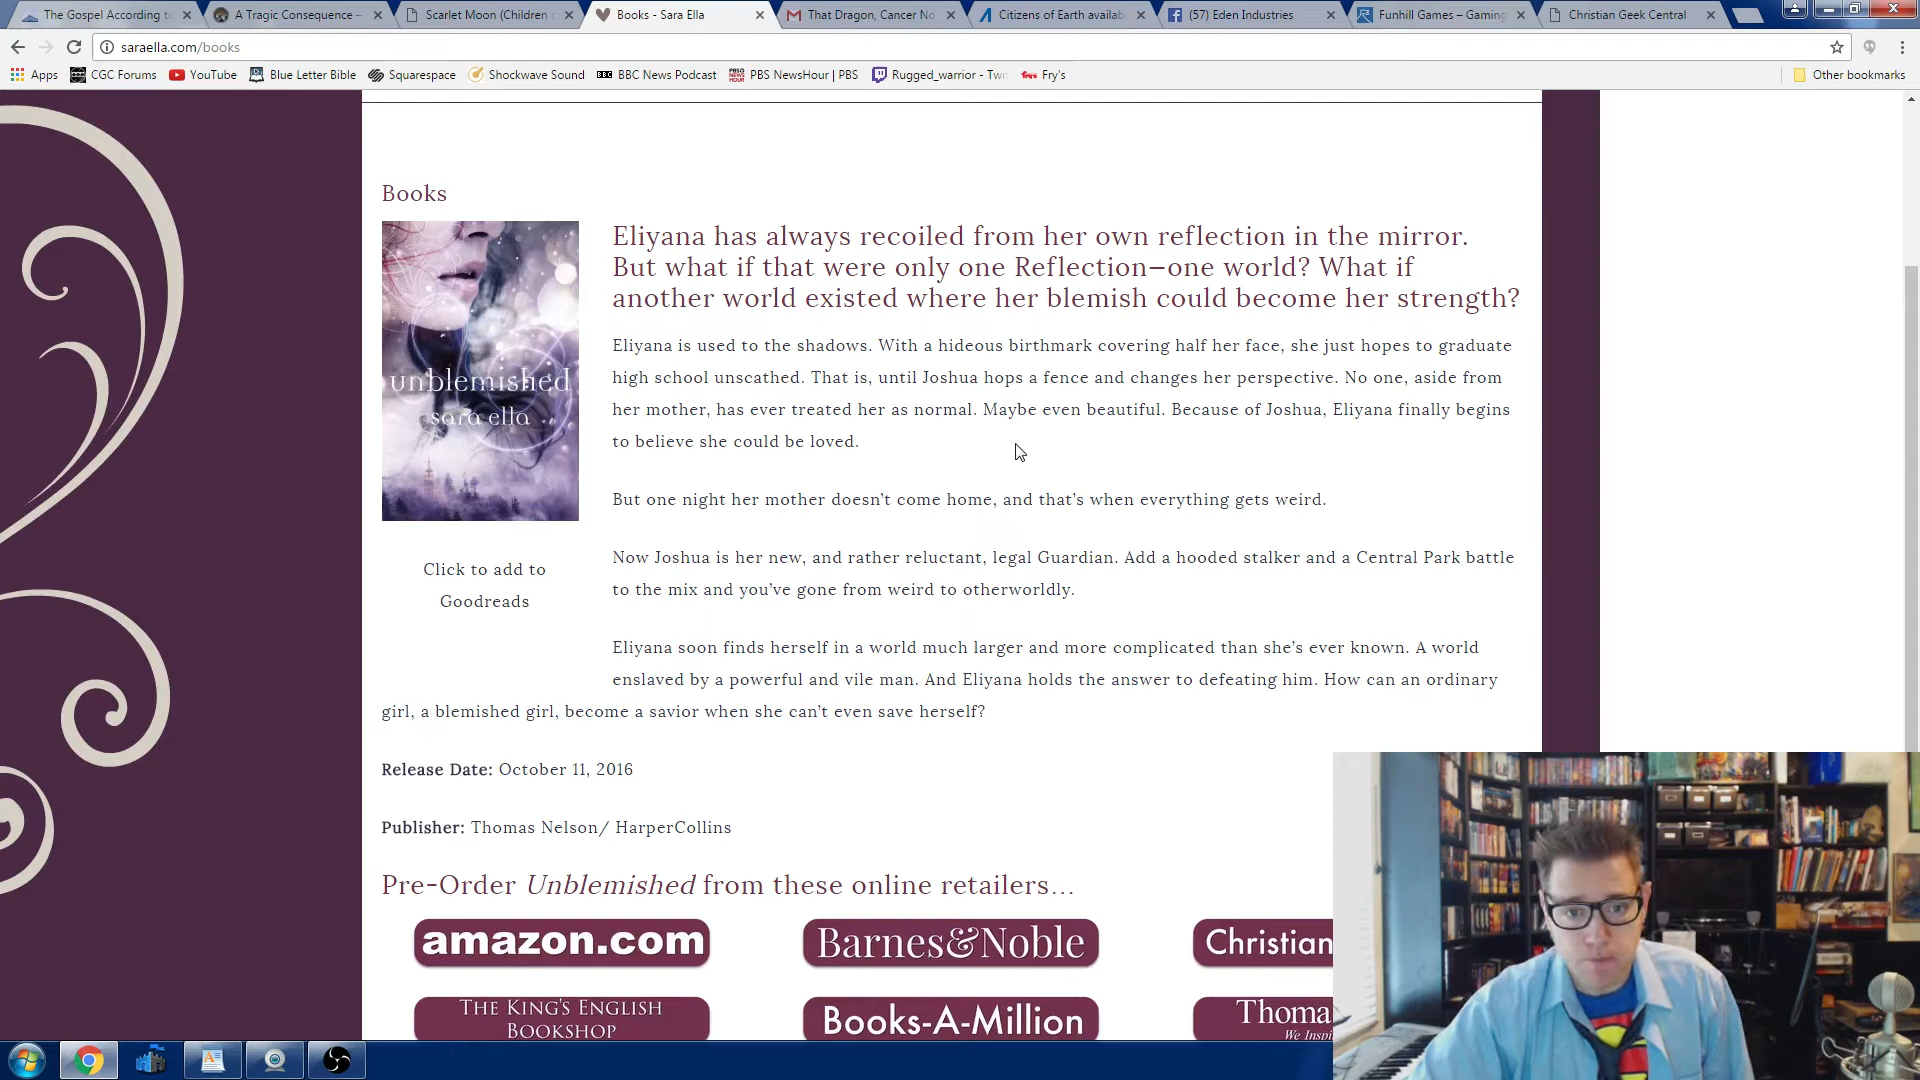 The Gospel According to
A Tragic Consequence –
Scarlet Moon (Children o
Books - Sara Ella
That Dragon, Cancer No
Citizens of Earth availab
(57) Eden Industries
Funhill Games – Gaming
Christian Geek Central
saraella.com/books
Apps
CGC Forums
YouTube
Blue Letter Bible
Squarespace
Shockwave Sound
BBC News Podcast
PBS NewsHour | PBS
Rugged_warrior - Twi
Fry's
Other bookmarks
Books
Eliyana has always recoiled from her own reflection in the mirror.
But what if that were only one Reflection—one world? What if
another world existed where her blemish could become her strength?
unblemished
sara ella
Eliyana is used to the shadows. With a hideous birthmark covering half her face, she just hopes to graduate
high school unscathed. That is, until Joshua hops a fence and changes her perspective. No one, aside from
her mother, has ever treated her as normal. Maybe even beautiful. Because of Joshua, Eliyana finally begins
to believe she could be loved.
But one night her mother doesn't come home, and that's when everything gets weird.
Click to add to
Goodreads
Now Joshua is her new, and rather reluctant, legal Guardian. Add a hooded stalker and a Central Park battle
to the mix and you've gone from weird to otherworldly.
Eliyana soon finds herself in a world much larger and more complicated than she's ever known. A world
enslaved by a powerful and vile man. And Eliyana holds the answer to defeating him. How can an ordinary
girl, a blemished girl, become a savior when she can't even save herself?
Release Date: October 11, 2016
Publisher: Thomas Nelson/ HarperCollins
Pre-Order Unblemished from these online retailers…
amazon.com
Barnes&Noble
Christian
The King's English
Bookshop
Books-A-Million
Thoma
We Inspi